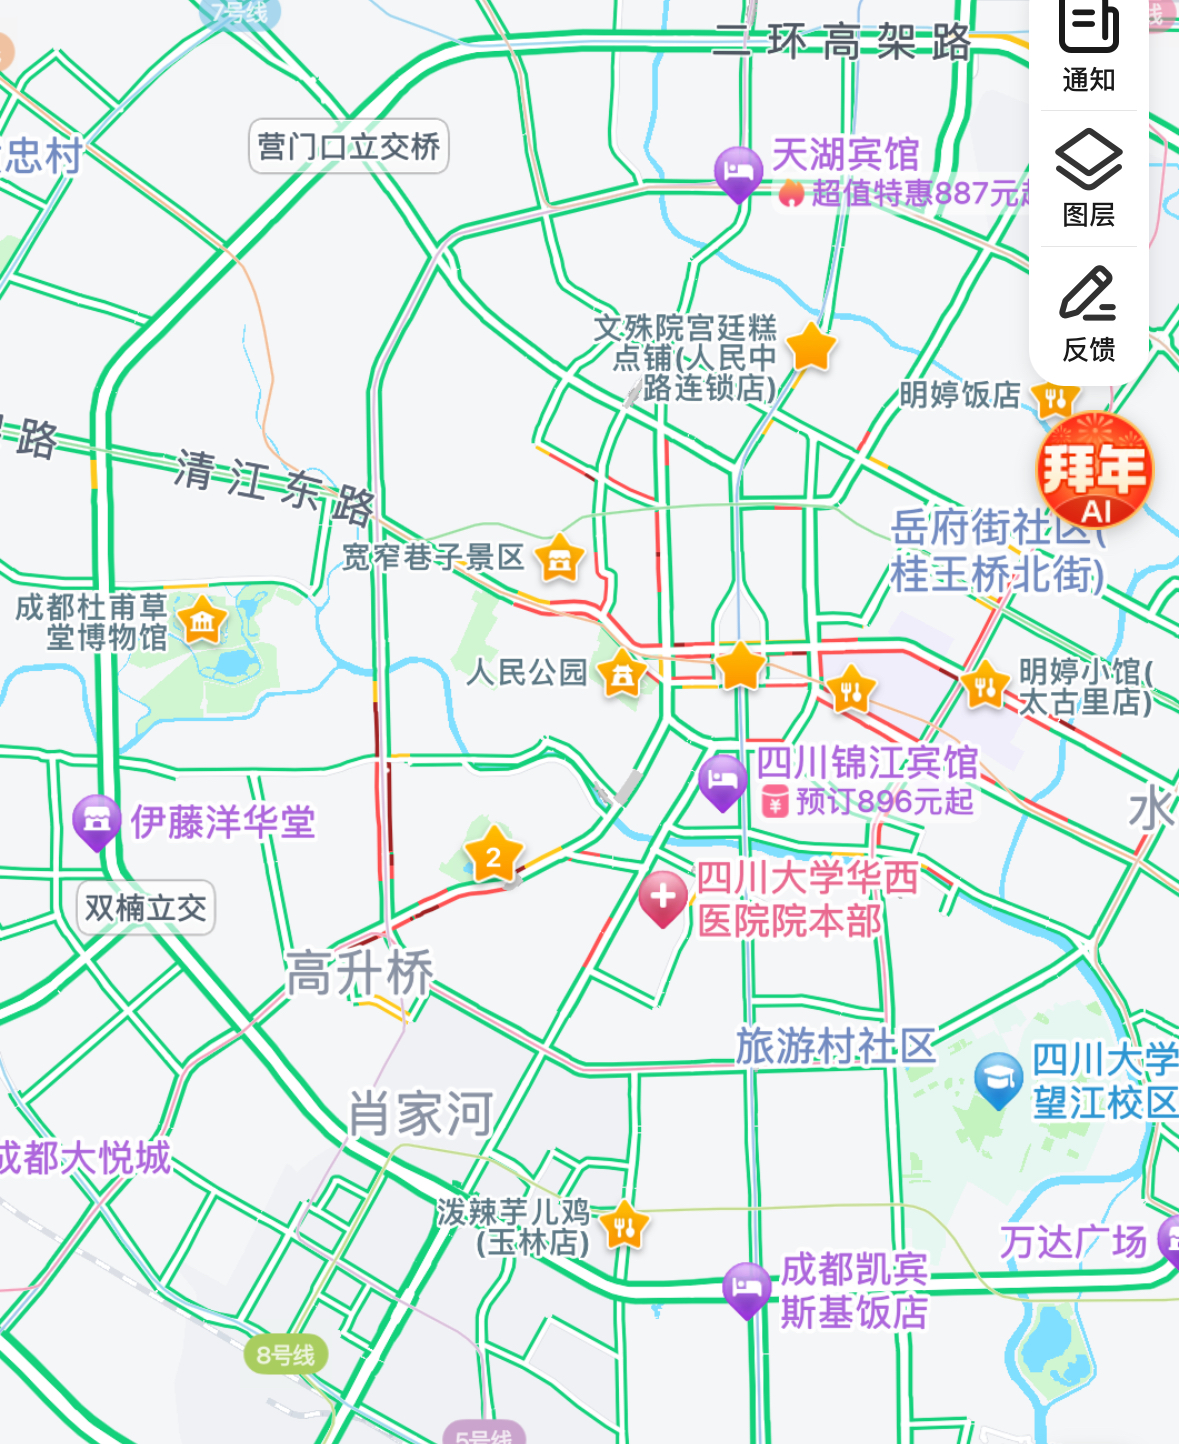 7号线
二环高架路
通知
营门口立交桥
忠村
天湖宾馆
超值特惠887元起
图层
反馈
文殊院宫廷糕
点铺(人民中
路连锁店)
明婷饭店
路
清江东路
拜年
AI
岳府街社区(
桂王桥北街)
宽窄巷子景区
成都杜甫草
堂博物馆
人民公园
明婷小馆(
太古里店)
四川锦江宾馆
预订896元起
水
伊藤洋华堂
2
四川大学华西
医院院本部
双楠立交
高升桥
旅游村社区
四川大学
望江校区
肖家河
成都大悦城
泼辣芋儿鸡
(玉林店)
万达广场
成都凯宾
斯基饭店
8号线
5号线